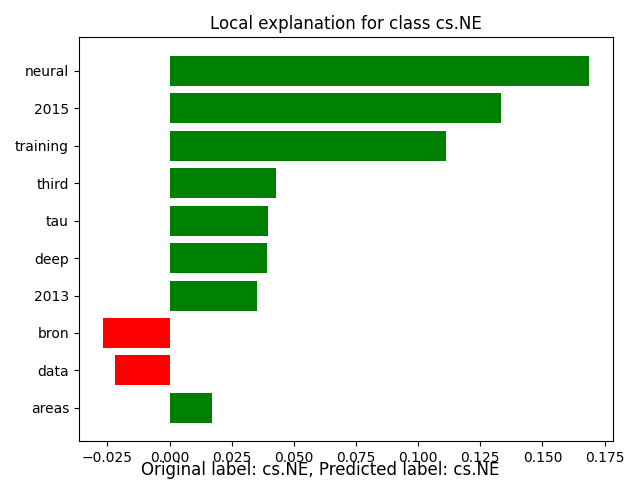 Local explanation for class cs.NE
neural
2015
training
third
tau
deep
2013
bron
data
areas
−0.025 0.000 0.025 0.050 0.075 0.100 0.125 0.150 0.175
Original label: cs.NE, Predicted label: cs.NE